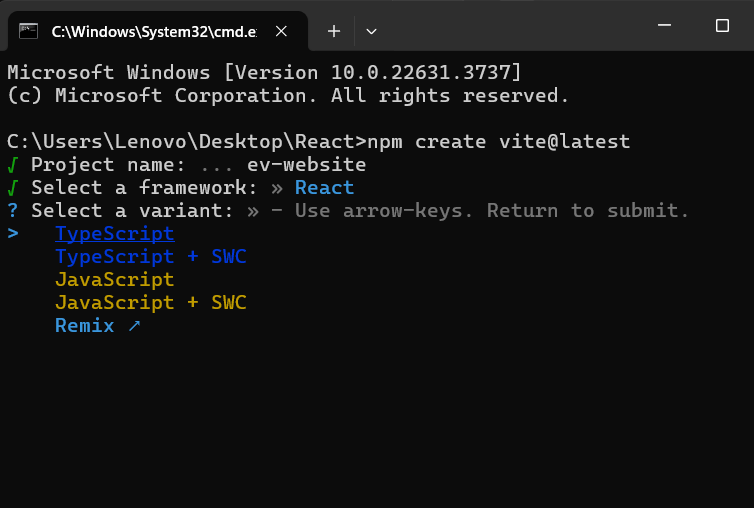 C:\Windows\System32\cmd.e
Microsoft Windows [Version 10.0.22631.3737]
(c) Microsoft Corporation. All rights reserved.
C:\Users\Lenovo\Desktop\React>npm create vite@latest
√ Project name: ... ev-website
√ Select a framework: » React
? Select a variant: » - Use arrow-keys. Return to submit.
> TypeScript
TypeScript + SWC
JavaScript
JavaScript + SWC
Remix ↗